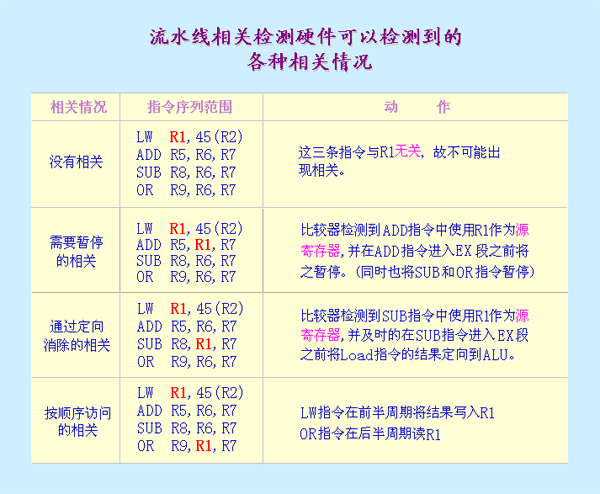 流水线相关检测硬件可以检测到的
各种相关情况
相关情况 指令序列范围 动 作
没有相关
LW R1,45(R2)
ADD R5,R6,R7
SUB R8,R6,R7
OR R9,R6,R7
这三条指令与R1无关，故不可能出
现相关。
需要暂停
的相关
LW R1,45(R2)
ADD R5,R1,R7
SUB R8,R6,R7
OR R9,R6,R7
比较器检测到ADD指令中使用R1作为源
寄存器,并在ADD指令进入EX段之前将
之暂停。(同时也将SUB和OR指令暂停)
通过定向
消除的相关
LW R1,45(R2)
ADD R5,R6,R7
SUB R8,R1,R7
OR R9,R6,R7
比较器检测到SUB指令中使用R1作为源
寄存器,并及时的在SUB指令进入EX段
之前将Load指令的结果定向到ALU。
按顺序访问
的相关
LW R1,45(R2)
ADD R5,R6,R7
SUB R8,R6,R7
OR R9,R1,R7
LW指令在前半周期将结果写入R1
OR指令在后半周期读R1